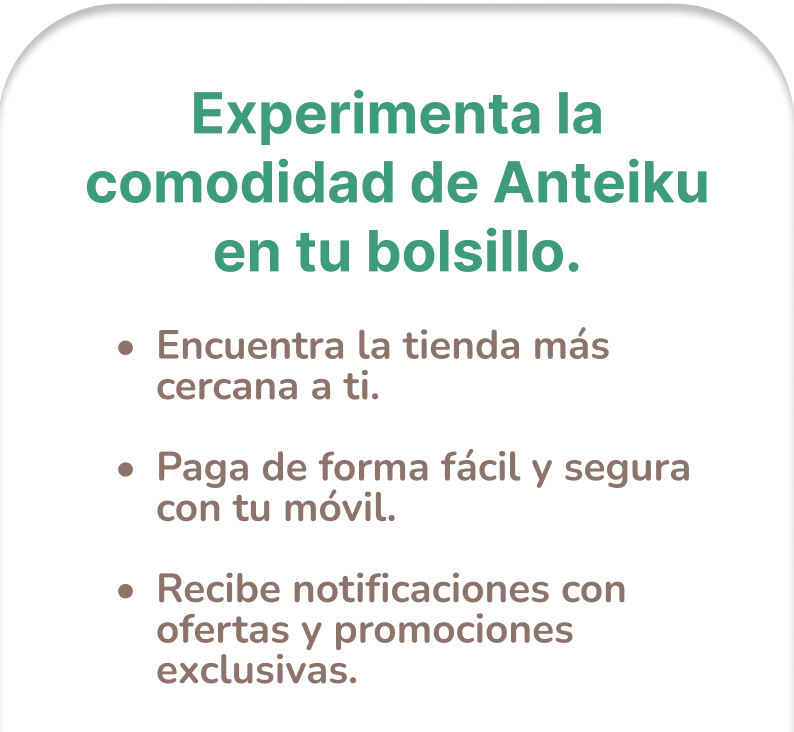 Experimenta la
comodidad de Anteiku
en tu bolsillo.
• Encuentra la tienda más
cercana a ti.
• Paga de forma fácil y segura
con tu móvil.
• Recibe notificaciones con
ofertas y promociones
exclusivas.